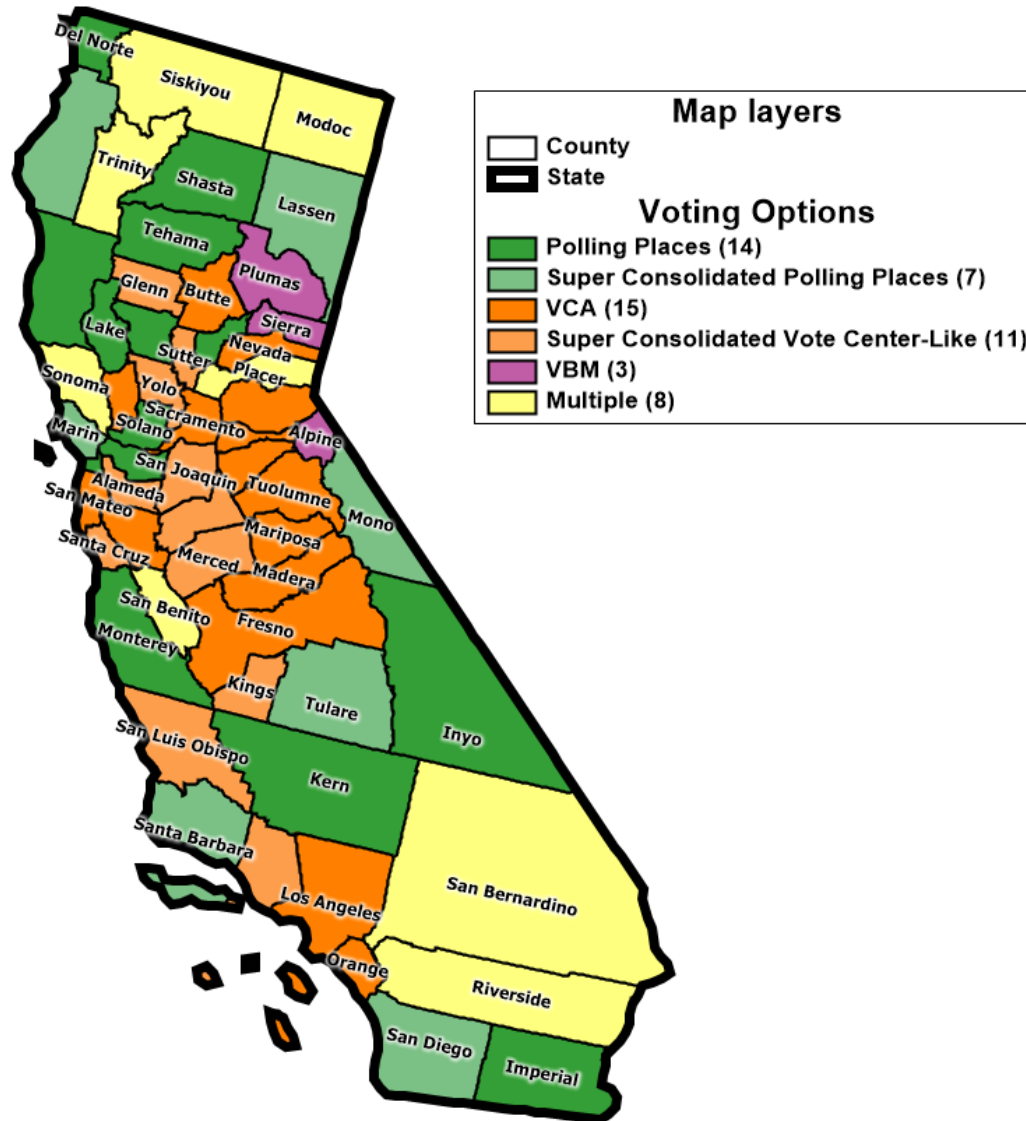 Del Norte
Siskiyou
Modoc
Trinity
Shasta
Lassen
Tehama
Plumas
Glenn
Butte
Sierra
Lake
Sutter
Nevada
Placer
Sonoma
Yolo
Sacramento
Marin
Solano
Alpine
San Joaquin
Alameda
Tuolumne
San Mateo
Mono
Santa Cruz
Mariposa
Merced
Madera
San Benito
Fresno
Monterey
Kings
Tulare
Inyo
San Luis Obispo
Kern
Santa Barbara
San Bernardino
Los Angeles
Orange
Riverside
San Diego
Imperial
Map layers
County
State
Voting Options
Polling Places (14)
Super Consolidated Polling Places (7)
VCA (15)
Super Consolidated Vote Center-Like (11)
VBM (3)
Multiple (8)